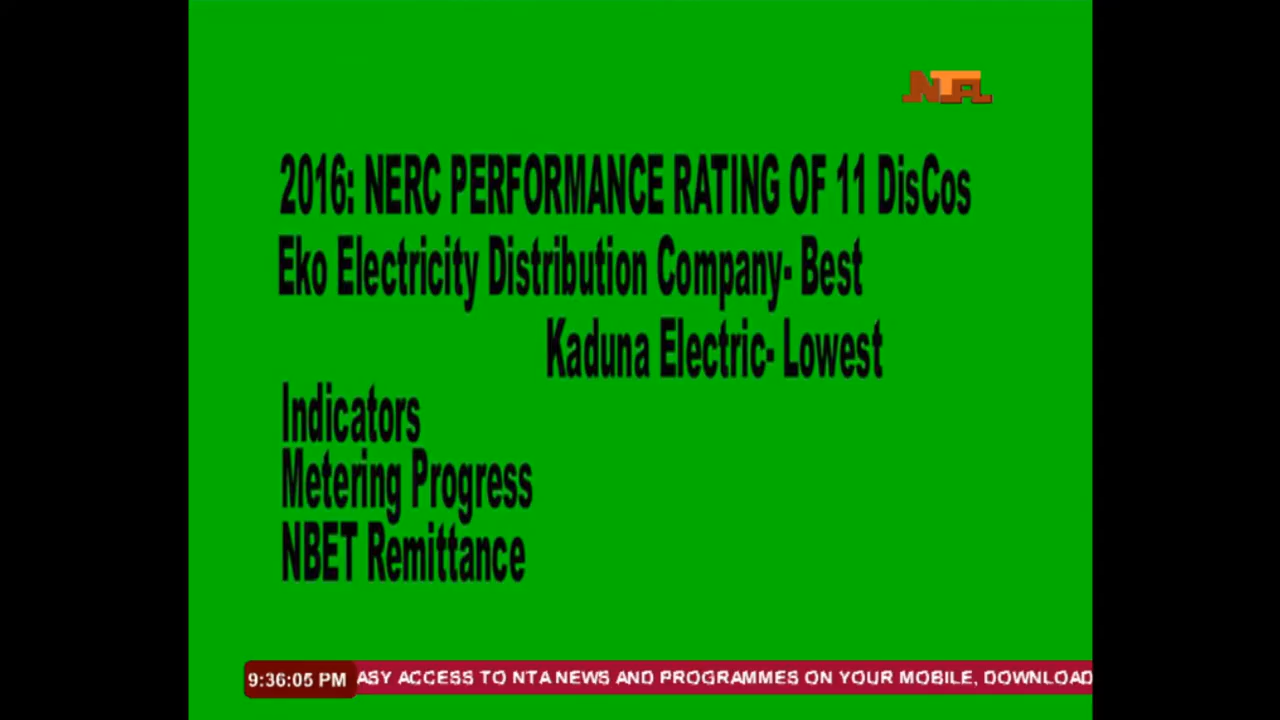 NTA
2016: NERC PERFORMANCE RATING OF 11 DisCos
Eko Electricity Distribution Company- Best
Kaduna Electric- Lowest
Indicators
Metering Progress
NBET Remittance
9:36:05 PM ASY ACCESS TO NTA NEWS AND PROGRAMMES ON YOUR MOBILE, DOWNLOAD